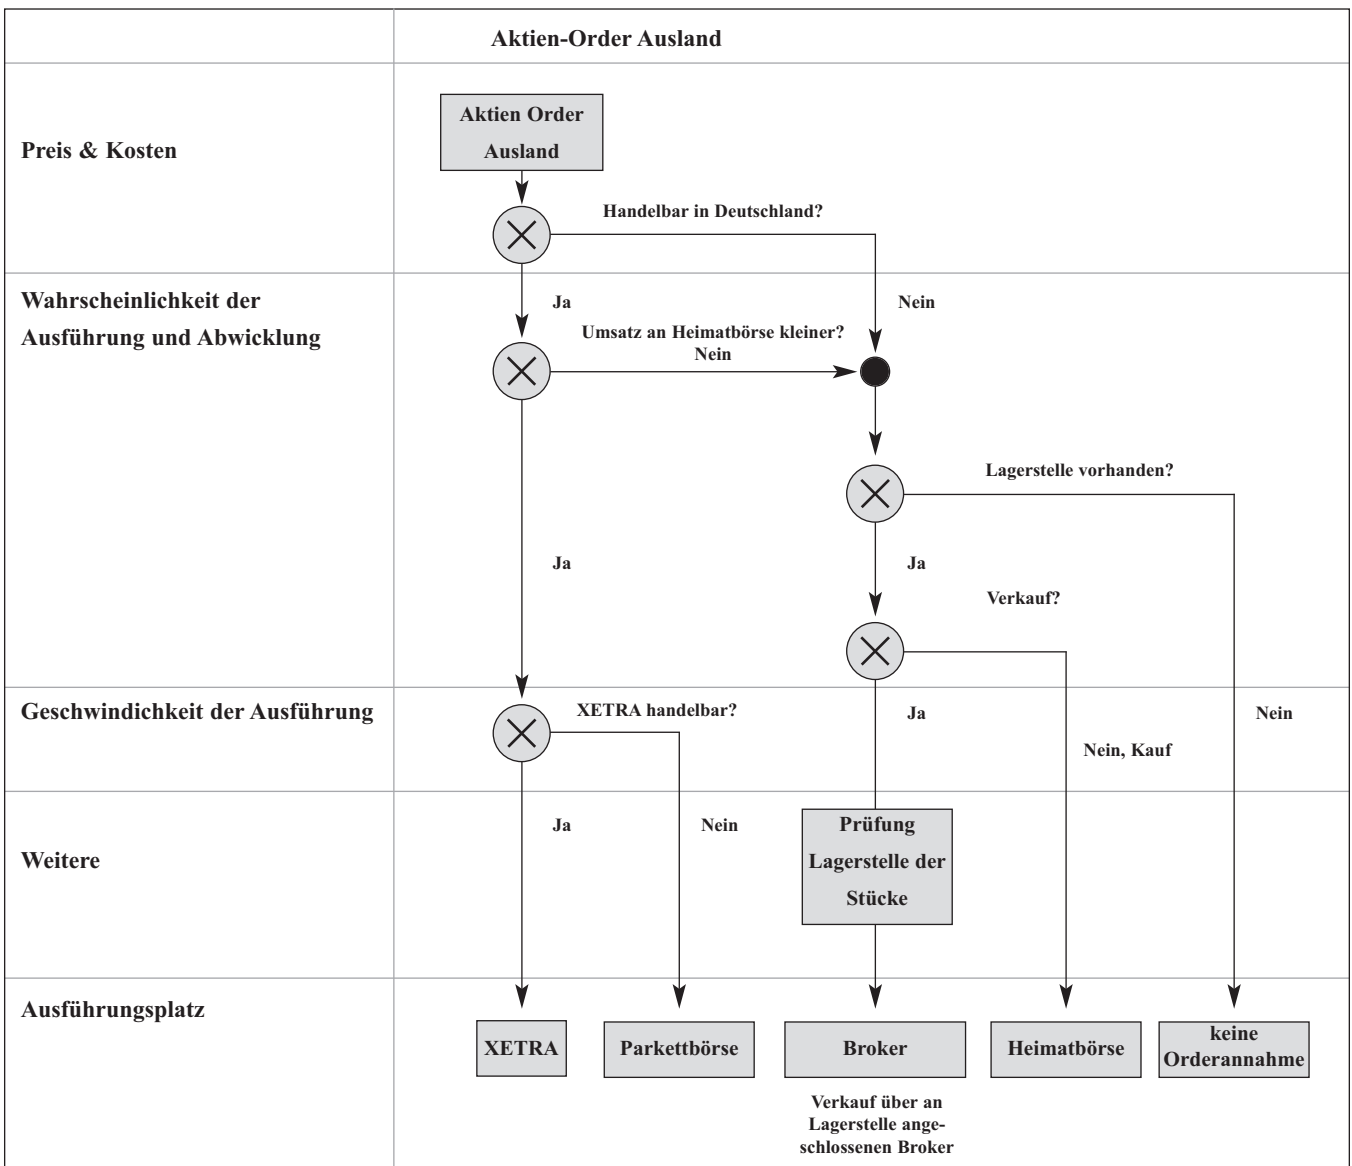 Aktien-Order Ausland
Preis & Kosten
Aktien Order
Ausland
Handelbar in Deutschland?
Wahrscheinlichkeit der
Ausführung und Abwicklung
Ja
Nein
Umsatz an Heimatbörse kleiner?
Nein
Lagerstelle vorhanden?
Ja
Ja
Verkauf?
Geschwindichkeit der Ausführung
XETRA handelbar?
Ja
Nein
Nein, Kauf
Weitere
Ja
Nein
Prüfung
Lagerstelle der
Stücke
Ausführungsplatz
XETRA
Parkettbörse
Broker
Heimatbörse
keine
Orderannahme
Verkauf über an
Lagerstelle ange-
schlossenen Broker